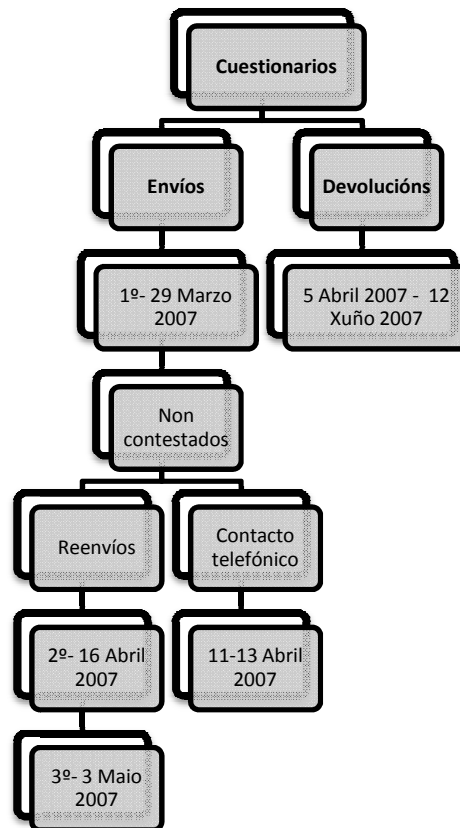 Cuestionarios
Envíos
Devolucións
1º- 29 Marzo
2007
5 Abril 2007 - 12
Xuño 2007
Non
contestados
Reenvíos
Contacto
telefónico
2º- 16 Abril
2007
11-13 Abril
2007
3º- 3 Maio
2007